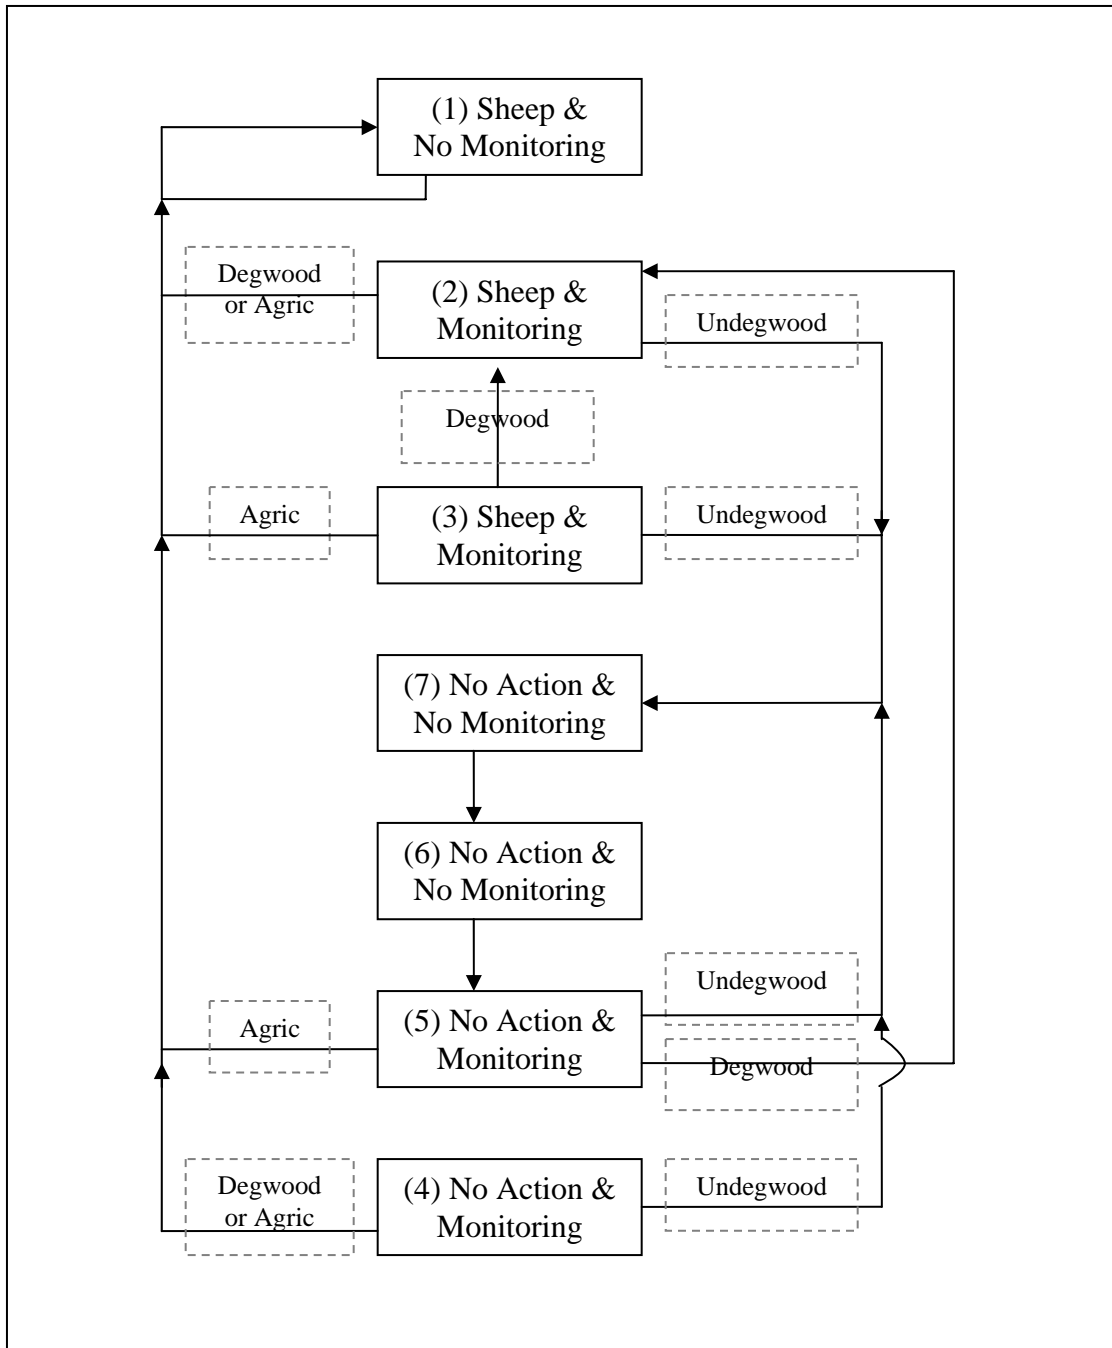 (1) Sheep &
No Monitoring
Degwood
or Agric
(2) Sheep &
Monitoring
Undegwood
Degwood
Agric
(3) Sheep &
Monitoring
Undegwood
(7) No Action &
No Monitoring
(6) No Action &
No Monitoring
Agric
(5) No Action &
Monitoring
Undegwood
Degwood
Degwood
or Agric
(4) No Action &
Monitoring
Undegwood